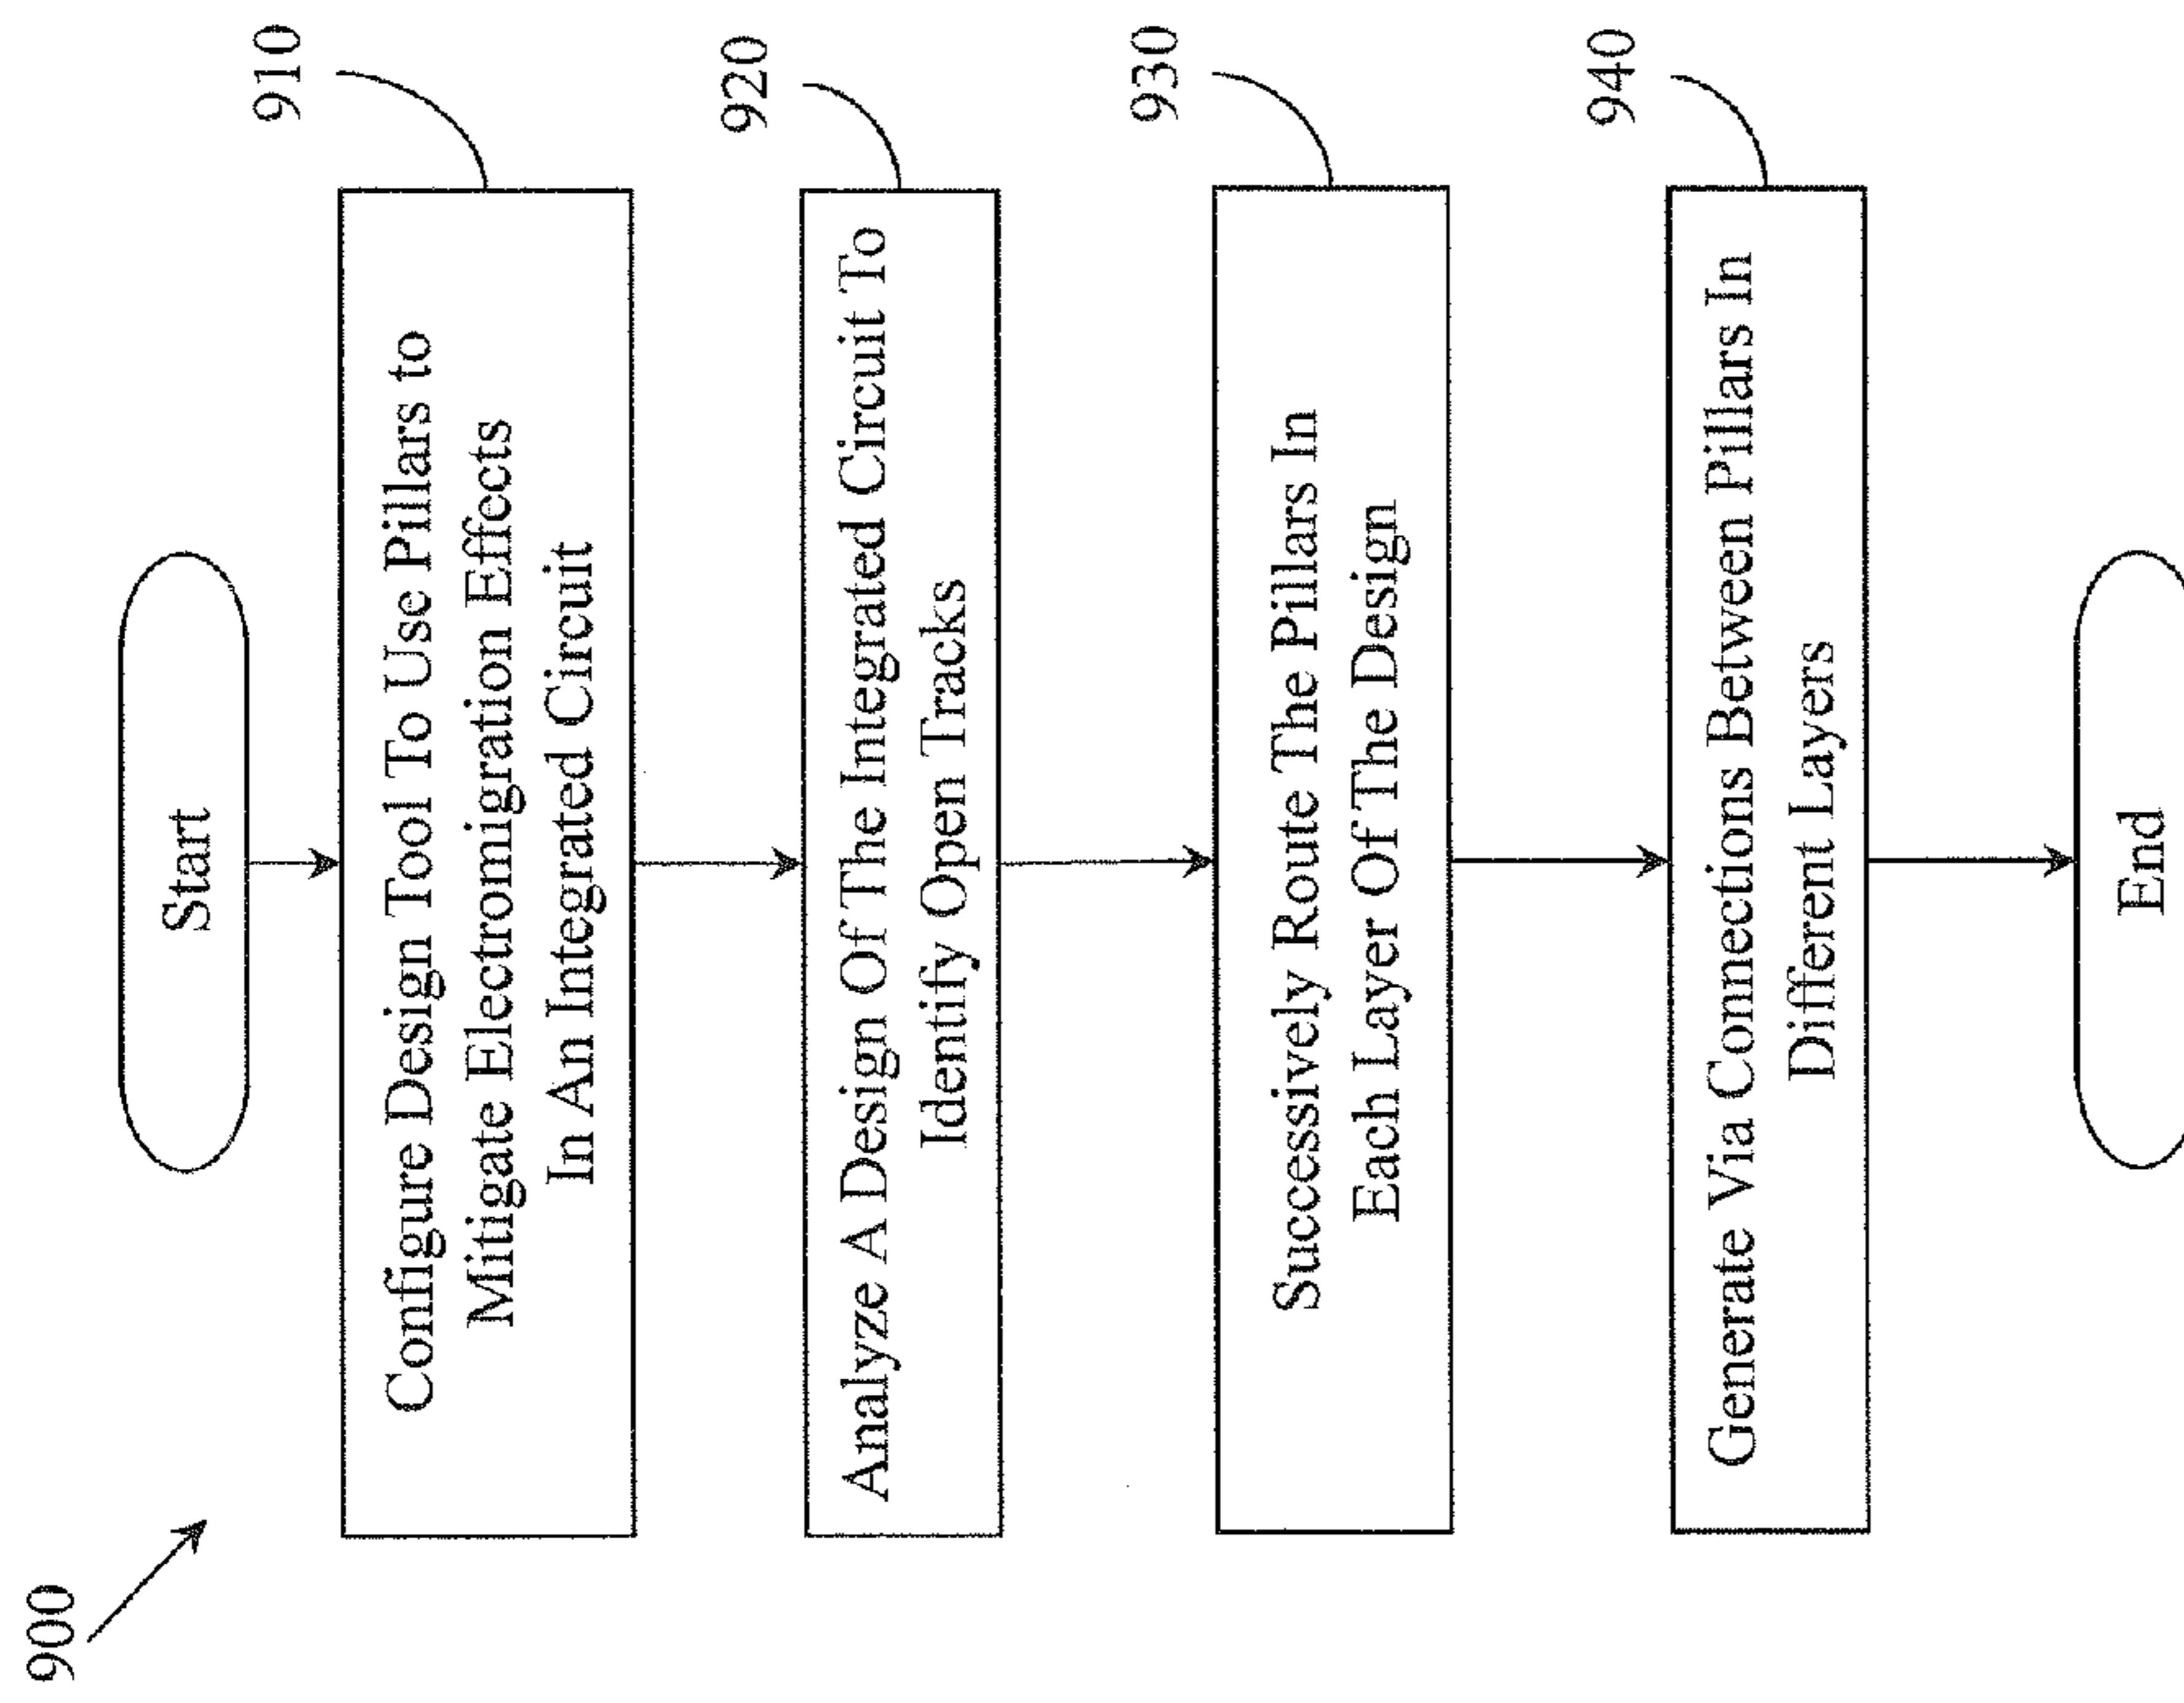 900
Start
910
Configure Design Tool To Use Pillars to
Mitigate Electromigration Effects
In An Integrated Circuit
920
Analyze A Design Of The Integrated Circuit To
Identify Open Tracks
930
Successively Route The Pillars In
Each Layer Of The Design
940
Generate Via Connections Between Pillars In
Different Layers
End